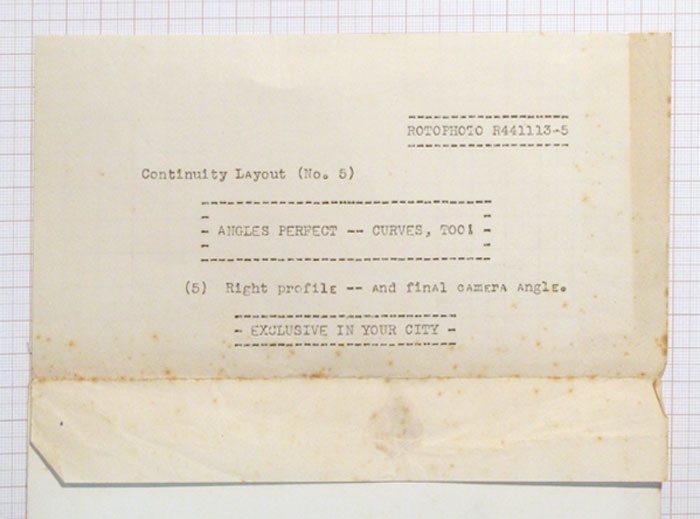 ROTOPHOTO R441113-5
Continuity Layout (No. 5)
- ANGLES PERFECT -- CURVES, TOO! -
(5) Right profile -- and final camera angle.
- EXCLUSIVE IN YOUR CITY -